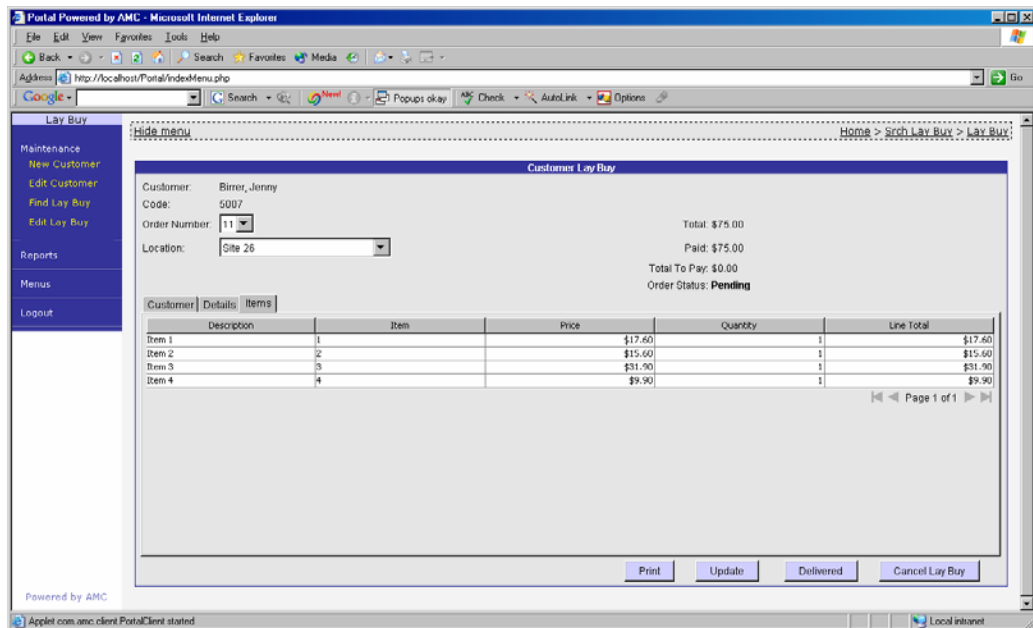 Portal Powered by AMC - Microsoft Internet Explorer
File Edit View Favorites Tools Help
Back Search Favorites Media
Address http://localhost/Portal/indexMenu.php Go
Google - Search New! Popups okay ABC Check AutoLink Options
Lay Buy
Hide menu Home > Srch Lay Buy > Lay Buy
Maintenance
New Customer
Edit Customer
Find Lay Buy
Edit Lay Buy
Reports
Menus
Logout
Powered by AMC
Customer Lay Buy
Customer: Birrer, Jenny
Code: 5007
Order Number: 11 Total: $75.00
Location: Site 26 Paid: $75.00
Total To Pay: $0.00
Order Status: Pending
Customer Details Items
Description Item Price Quantity Line Total
Item 1 1 $17.60 1 $17.60
Item 2 2 $15.60 1 $15.60
Item 3 3 $31.90 1 $31.90
Item 4 4 $9.90 1 $9.90
Page 1 of 1
Print Update Delivered Cancel Lay Buy
Applet com.amc.client.PortalClient started Local intranet